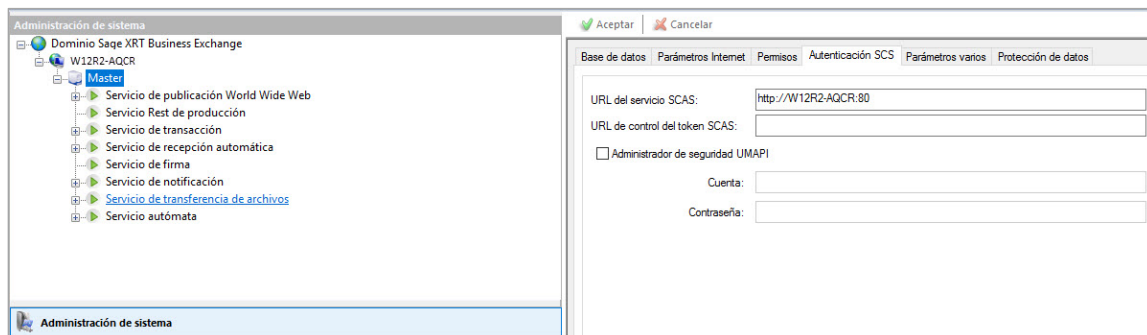 Administración de sistema
Dominio Sage XRT Business Exchange
W12R2-AQCR
Master
Servicio de publicación World Wide Web
Servicio Rest de producción
Servicio de transacción
Servicio de recepción automática
Servicio de firma
Servicio de notificación
Servicio de transferencia de archivos
Servicio autómata
Administración de sistema
Aceptar Cancelar
Base de datos Parámetros Internet Permisos Autenticación SCS Parámetros varios Protección de datos
URL del servicio SCAS: http://W12R2-AQCR:80
URL de control del token SCAS:
Administrador de seguridad UMAPI
Cuenta:
Contraseña: